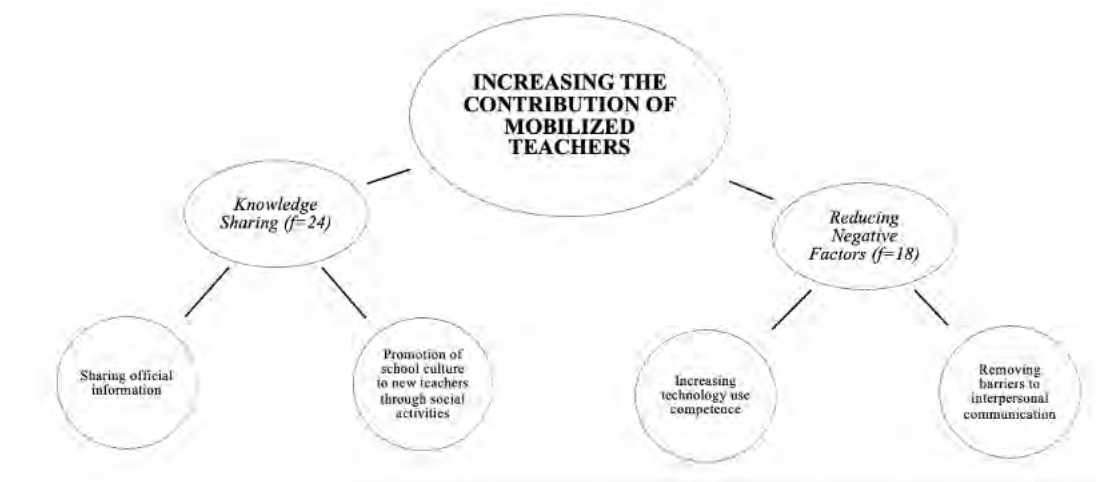 INCREASING THE
CONTRIBUTION OF
MOBILIZED
TEACHERS
Knowledge
Sharing (f=24)
Reducing
Negative
Factors (f=18)
Sharing official
information
Promotion of
school culture
to new teachers
through social
activities
Increasing
technology use
competence
Removing
barriers to
interpersonal
communication